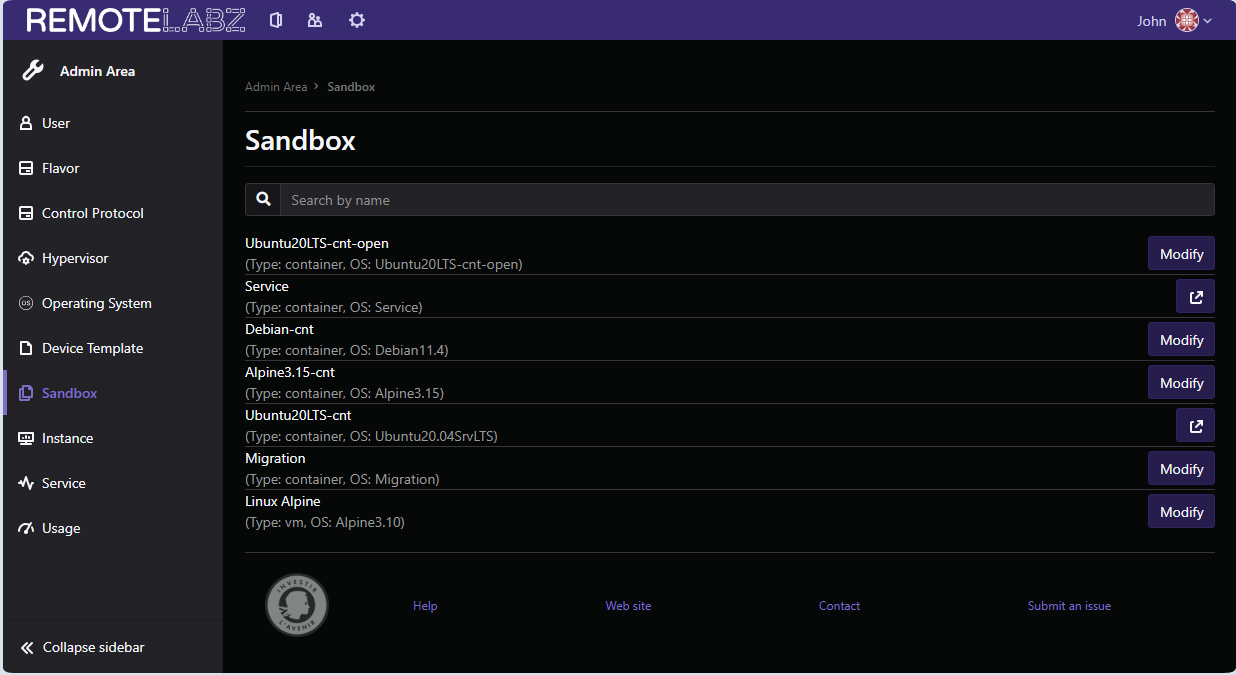 REMOTELABZ
John
Admin Area
User
Flavor
Control Protocol
Hypervisor
OS Operating System
Device Template
Sandbox
Instance
Service
Usage
Collapse sidebar
Admin Area > Sandbox
Sandbox
Search by name
Ubuntu20LTS-cnt-open
(Type: container, OS: Ubuntu20LTS-cnt-open)
Modify
Service
(Type: container, OS: Service)
Debian-cnt
(Type: container, OS: Debian11.4)
Modify
Alpine3.15-cnt
(Type: container, OS: Alpine3.15)
Modify
Ubuntu20LTS-cnt
(Type: container, OS: Ubuntu20.04SrvLTS)
Migration
(Type: container, OS: Migration)
Modify
Linux Alpine
(Type: vm, OS: Alpine3.10)
Modify
INVESTIR
L'AVENIR
Help
Web site
Contact
Submit an issue